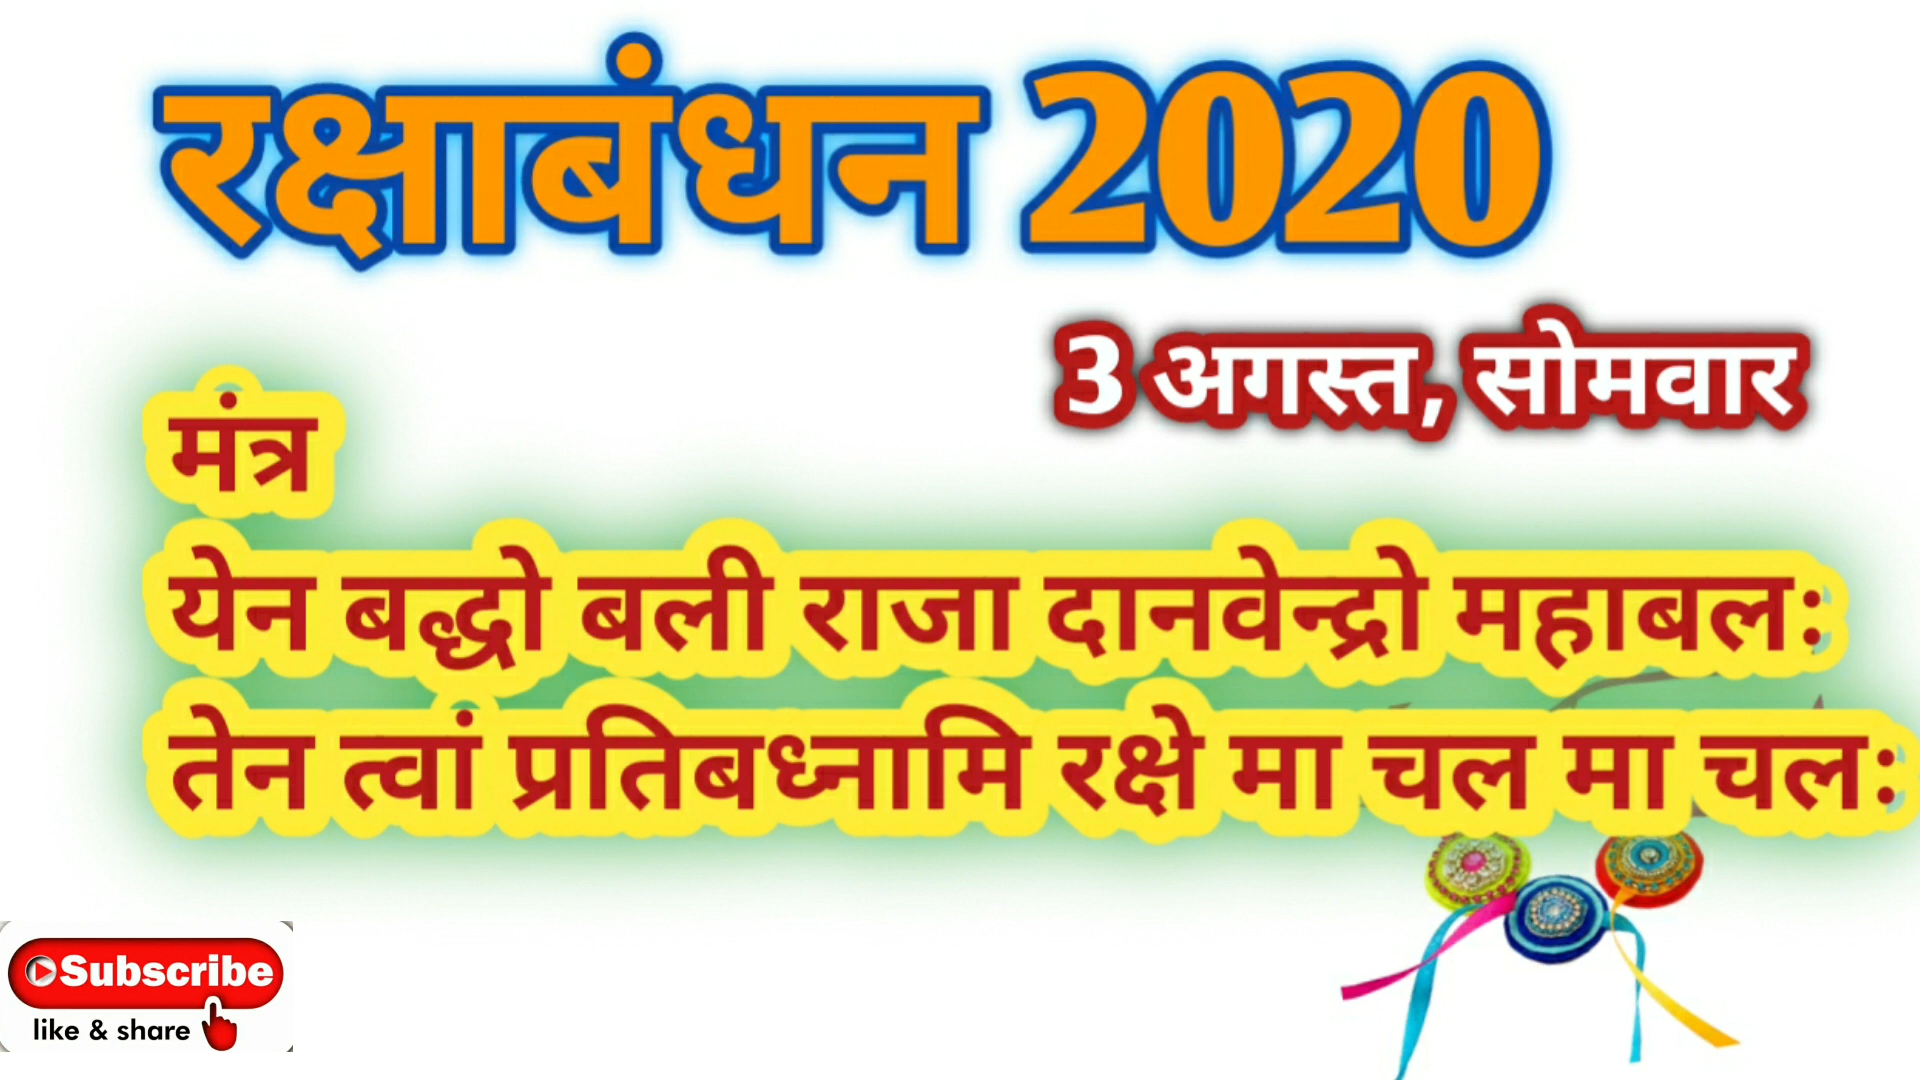 रक्षाबंधन 2020
3 अगस्त, सोमवार
मंत्र
येन बद्धो बली राजा दानवेन्द्रो महाबलः
तेन त्वां प्रतिबध्नामि रक्षे मा चल मा चलः
Subscribe
like & share